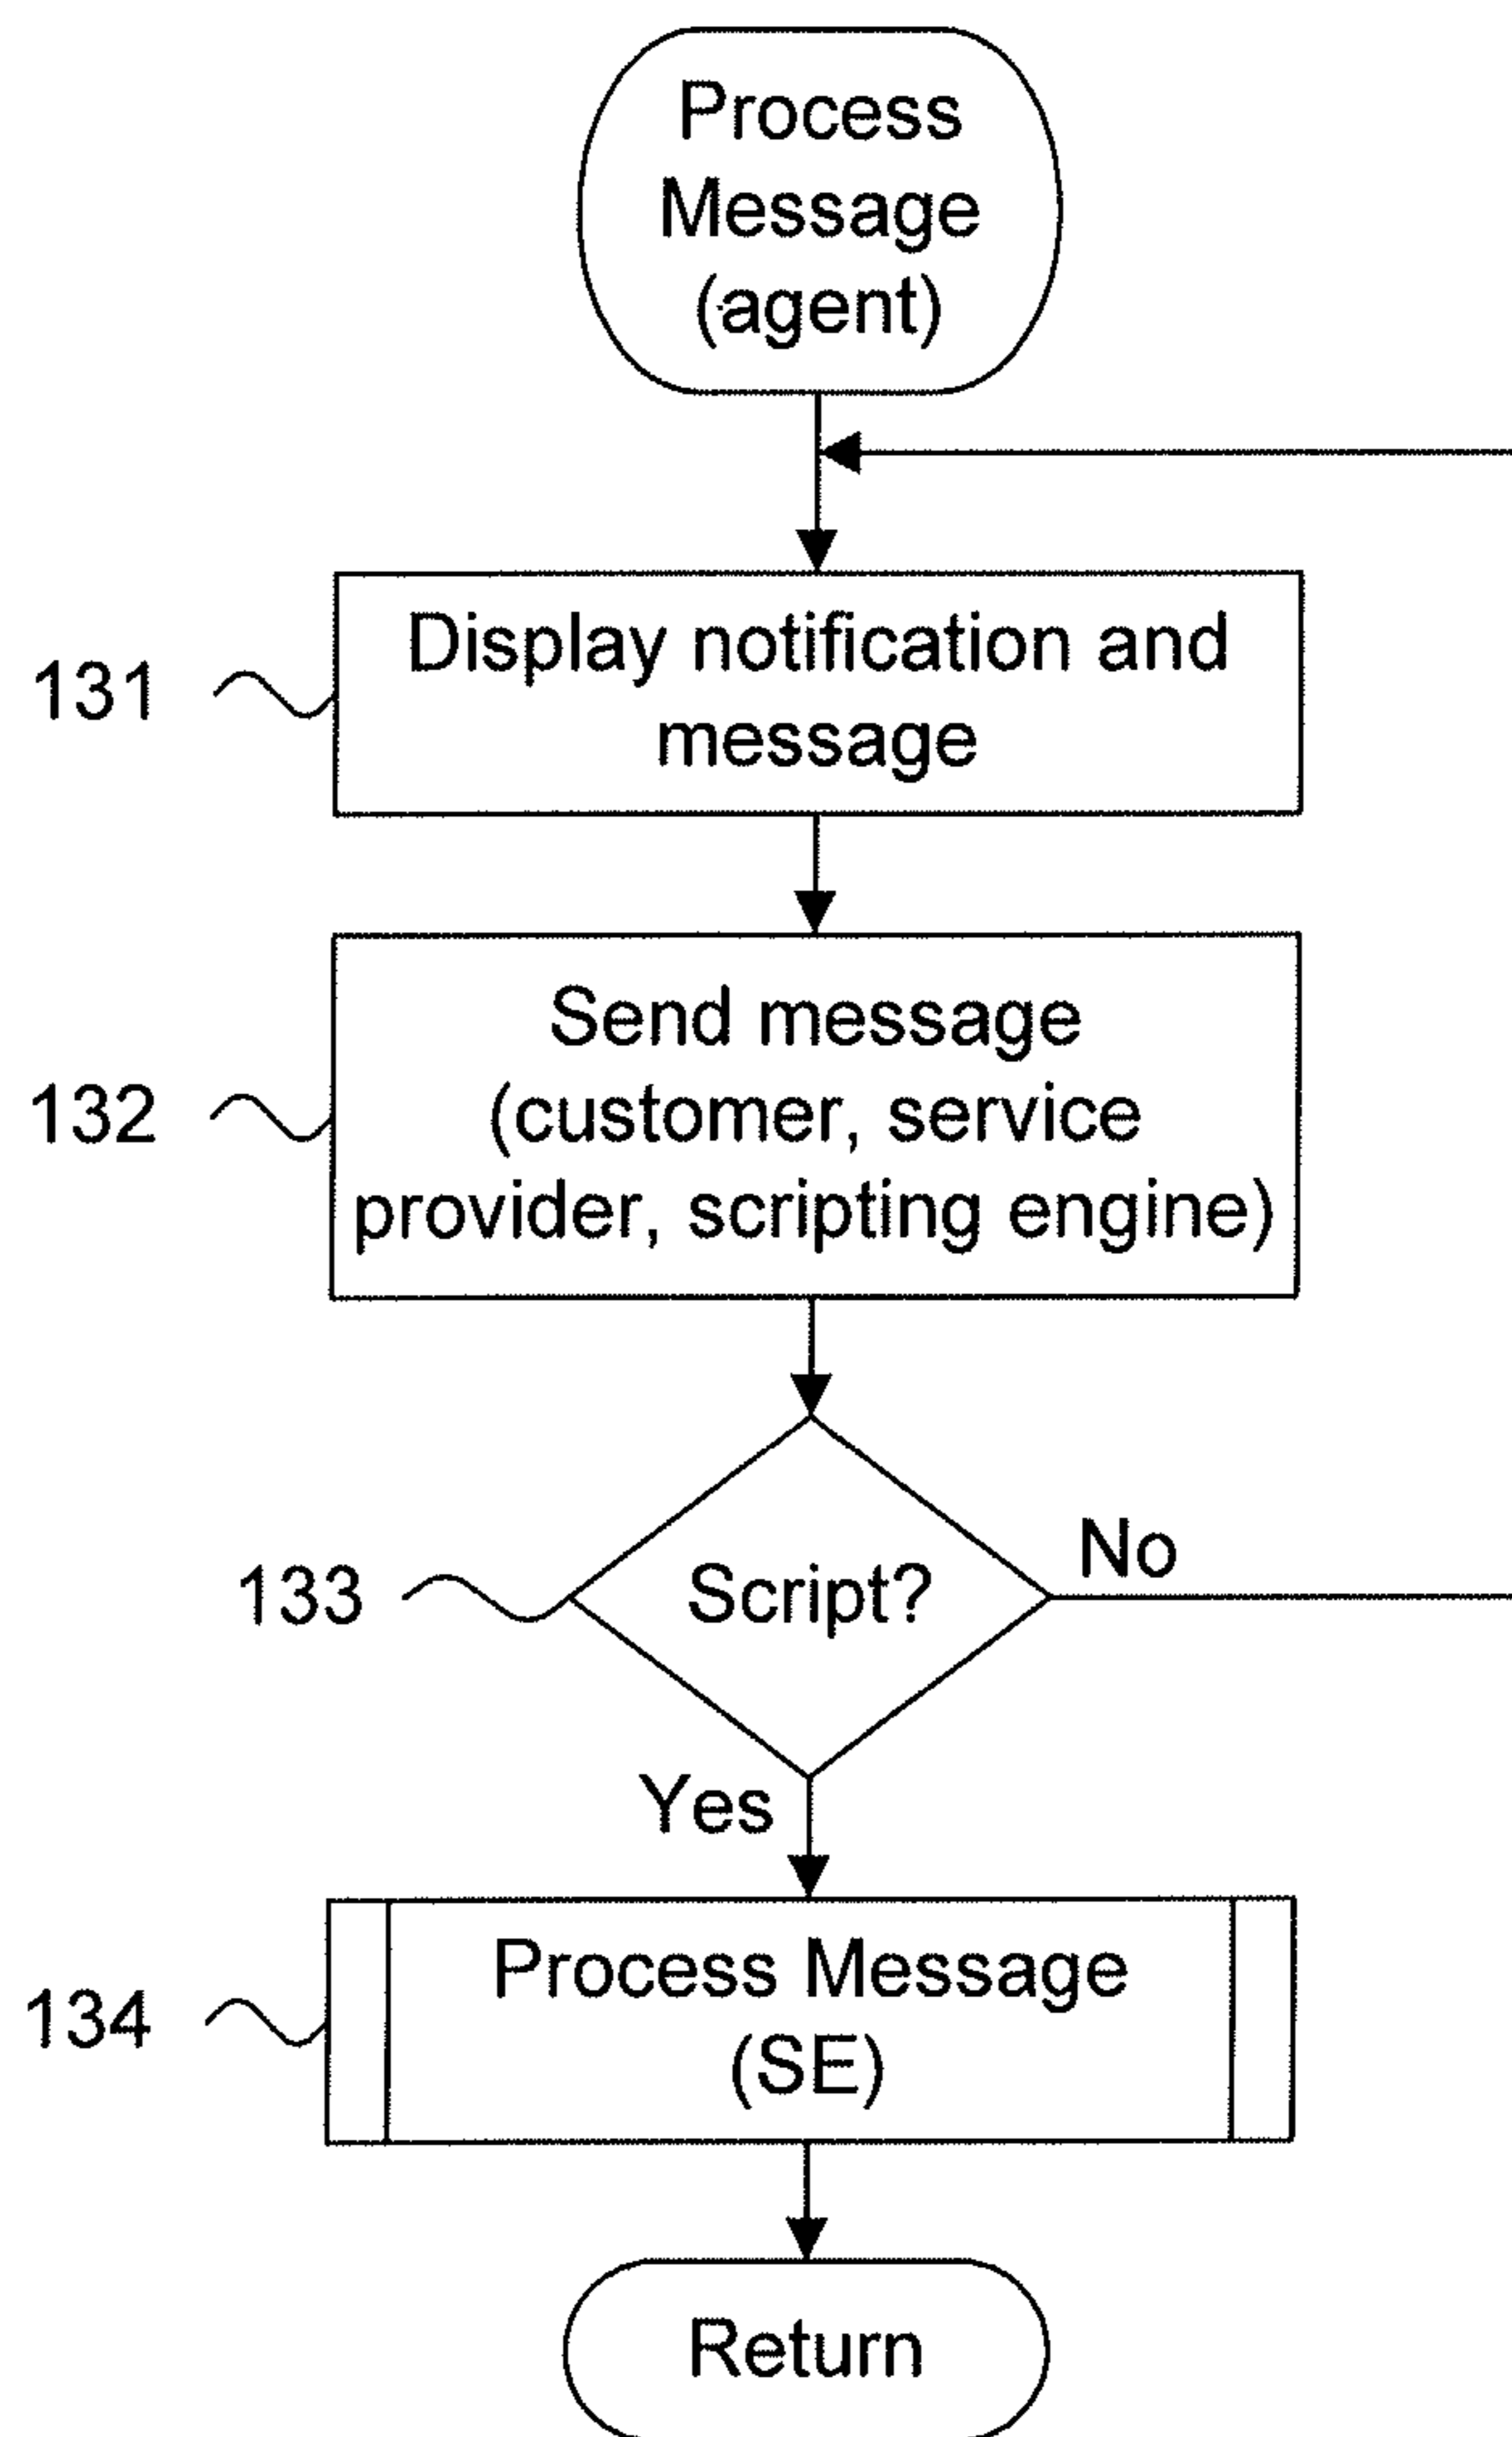 Process
Message
(agent)
131
Display notification and
message
132
Send message
(customer, service
provider, scripting engine)
133
Script?
No
Yes
134
Process Message
(SE)
Return